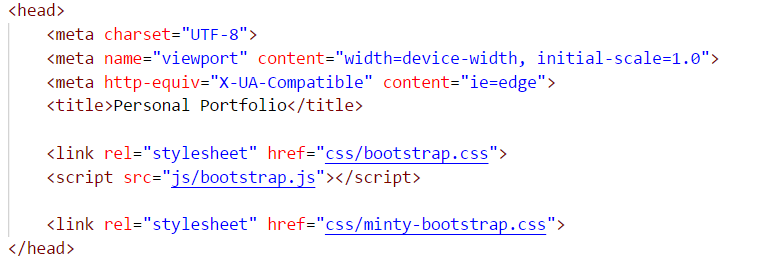 <head>
<meta charset="UTF-8">
<meta name="viewport" content="width=device-width, initial-scale=1.0">
<meta http-equiv="X-UA-Compatible" content="ie=edge">
<title>Personal Portfolio</title>
<link rel="stylesheet" href="css/bootstrap.css">
<script src="js/bootstrap.js"></script>
<link rel="stylesheet" href="css/minty-bootstrap.css">
</head>